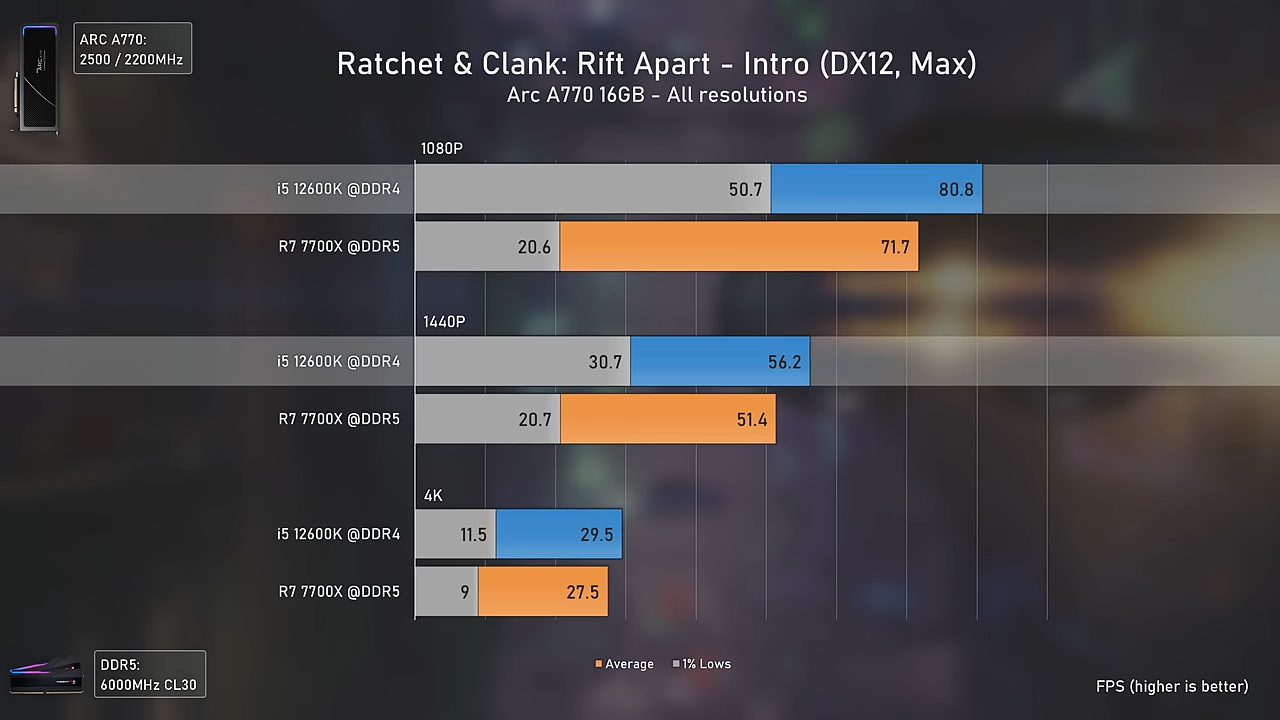 ARC A770:
2500 / 2200MHz
Ratchet & Clank: Rift Apart - Intro (DX12, Max)
Arc A770 16GB - All resolutions
1080P
i5 12600K @DDR4
50.7
80.8
R7 7700X @DDR5
20.6
71.7
1440P
i5 12600K @DDR4
30.7
56.2
R7 7700X @DDR5
20.7
51.4
4K
i5 12600K @DDR4
11.5
29.5
R7 7700X @DDR5
9
27.5
DDR5:
6000MHz CL30
Average
1% Lows
FPS (higher is better)